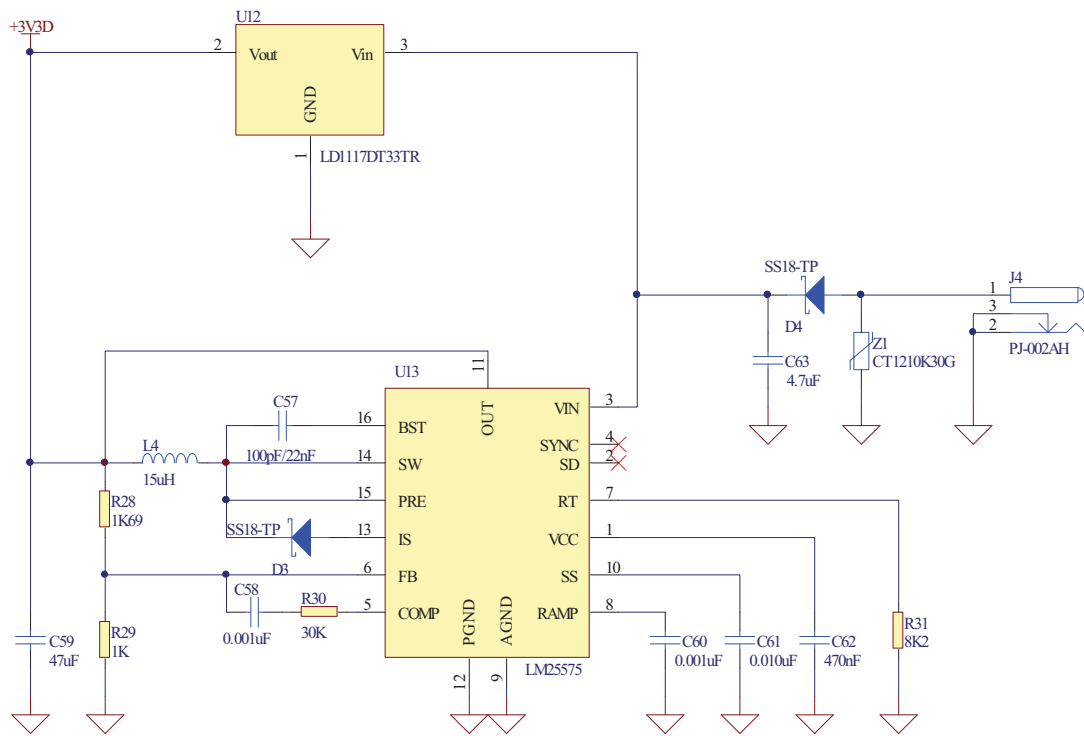 +3V3D
U12
2
Vout
Vin
3
GND
1
LD1117DT33TR
SS18-TP
D4
J4
1
3
2
PJ-002AH
Z1
CT1210K30G
C63
4.7uF
U13
11
OUT
VIN
3
SYNC
4
SD
2
RT
7
VCC
1
SS
10
RAMP
8
16
BST
14
SW
15
PRE
13
IS
6
FB
5
COMP
PGND
AGND
12
9
LM25575
C57
100pF/22nF
L4
15uH
R28
1K69
SS18-TP
D3
C58
0.001uF
R30
30K
R29
1K
C59
47uF
C60
0.001uF
C61
0.010uF
C62
470nF
R31
8K2